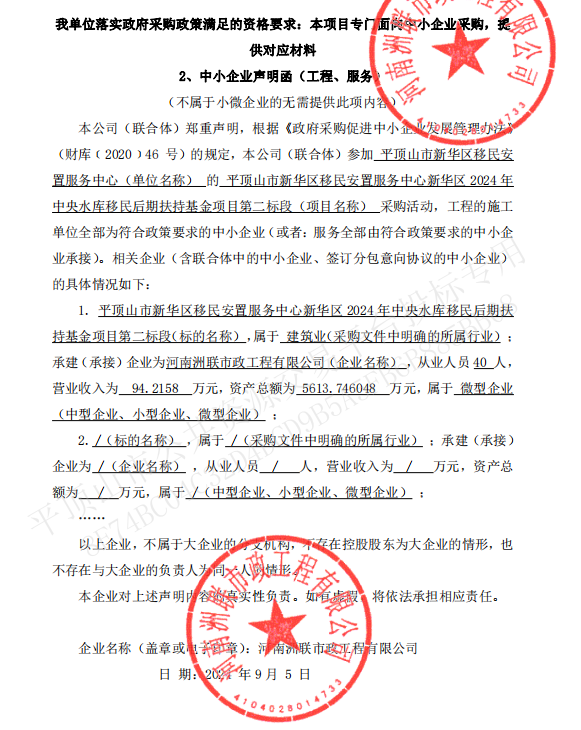 我单位落实政府采购政策满足的资格要求：本项目专门面向中小企业采购，提
供对应材料
2、中小企业声明函（工程、服务）
（不属于小微企业的无需提供此项内容）
本公司（联合体）郑重声明，根据《政府采购促进中小企业发展管理办法》
（财库﹝2020﹞46 号）的规定，本公司（联合体）参加 平顶山市新华区移民安
置服务中心（单位名称） 的 平顶山市新华区移民安置服务中心新华区 2024 年
中央水库移民后期扶持基金项目第二标段（项目名称） 采购活动，工程的施工
单位全部为符合政策要求的中小企业（或者：服务全部由符合政策要求的中小企
业承接）。相关企业（含联合体中的中小企业、签订分包意向协议的中小企业）
的具体情况如下：
1. 平顶山市新华区移民安置服务中心新华区 2024 年中央水库移民后期扶
持基金项目第二标段（标的名称），属于 建筑业（采购文件中明确的所属行业）；
承建（承接）企业为河南洲联市政工程有限公司（企业名称），从业人员 40 人，
营业收入为 94.2158 万元，资产总额为 5613.746048 万元，属于 微型企业
（中型企业、小型企业、微型企业）；
2. /（标的名称），属于 /（采购文件中明确的所属行业）；承建（承接）
企业为 /（企业名称），从业人员 / 人，营业收入为 / 万元，资产总
额为 / 万元，属于 /（中型企业、小型企业、微型企业）；
……
以上企业，不属于大企业的分支机构，不存在控股股东为大企业的情形，也
不存在与大企业的负责人为同一人的情形。
本企业对上述声明内容的真实性负责。如有虚假，将依法承担相应责任。
企业名称（盖章或电子印章）：河南洲联市政工程有限公司
日 期：2024 年 9 月 5 日
河南洲联市政工程有限公司
4104028014733
河南洲联市政工程有限公司
4104028014733